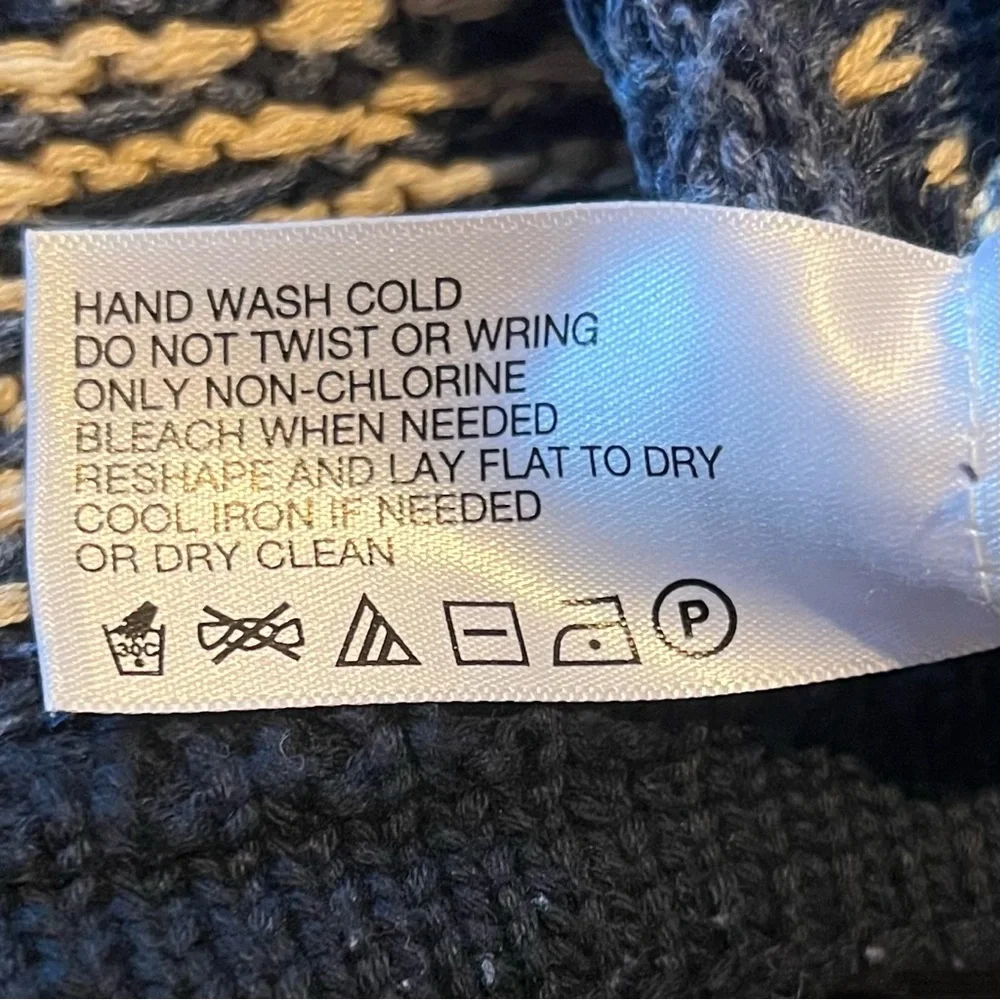 HAND WASH COLD
DO NOT TWIST OR WRING
ONLY NON-CHLORINE
BLEACH WHEN NEEDED
RESHAPE AND LAY FLAT TO DRY
COOL IRON IF NEEDED
OR DRY CLEAN
30C P